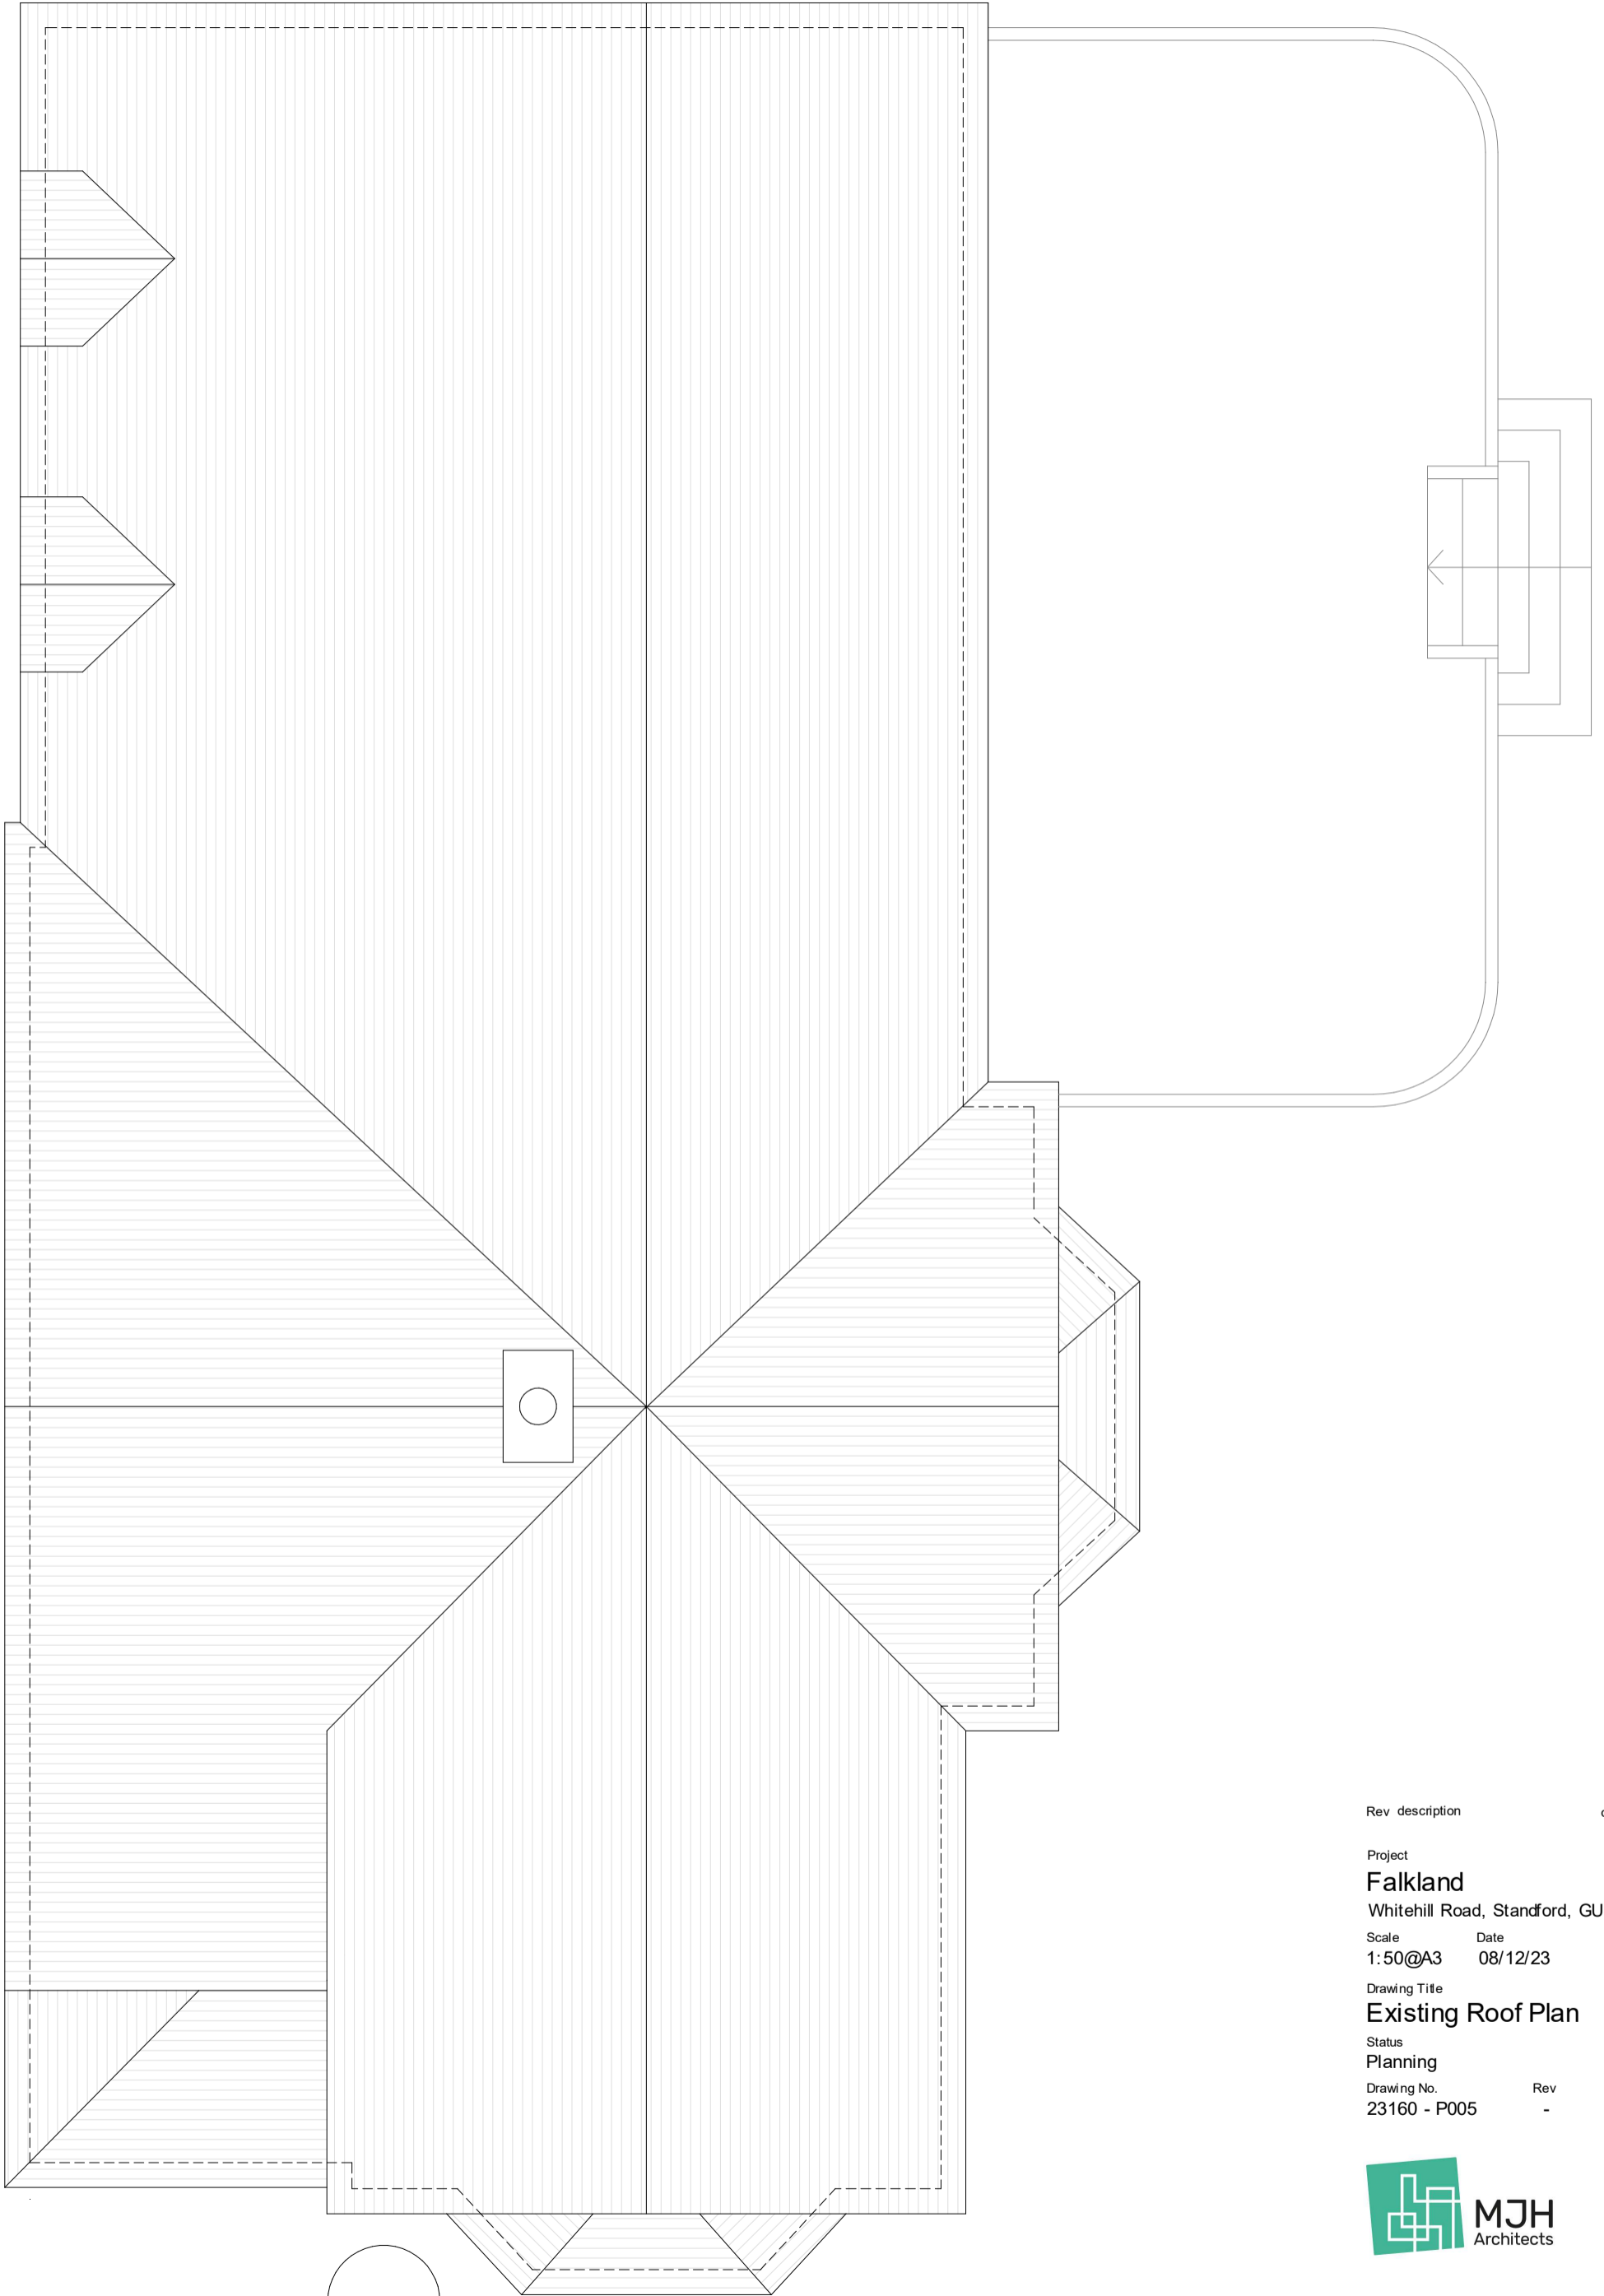 Rev description
Project
Falkland
Whitehill Road, Standford, GU
Scale Date
1:50@A3 08/12/23
Drawing Title
Existing Roof Plan
Status
Planning
Drawing No. Rev
23160 - P005 -
MJH
Architects